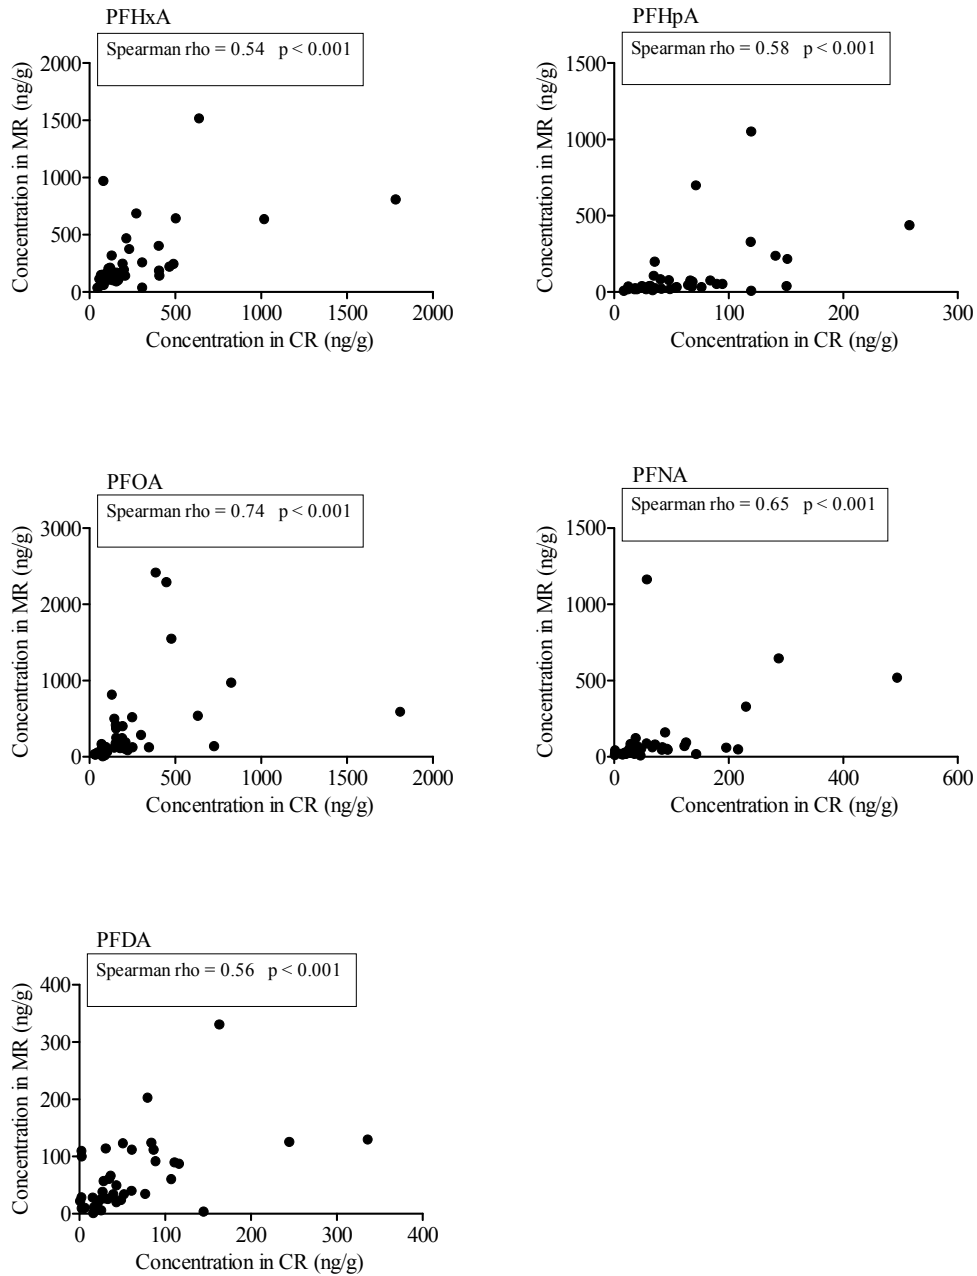 PFHxA
Spearman rho = 0.54 p < 0.001
2000
1500
1000
500
0
Concentration in MR (ng/g)
0 500 1000 1500 2000
Concentration in CR (ng/g)
PFHpA
Spearman rho = 0.58 p < 0.001
1500
1000
500
0
Concentration in MR (ng/g)
0 100 200 300
Concentration in CR (ng/g)
PFOA
Spearman rho = 0.74 p < 0.001
3000
2000
1000
0
Concentration in MR (ng/g)
0 500 1000 1500 2000
Concentration in CR (ng/g)
PFNA
Spearman rho = 0.65 p < 0.001
1500
1000
500
0
Concentration in MR (ng/g)
0 200 400 600
Concentration in CR (ng/g)
PFDA
Spearman rho = 0.56 p < 0.001
400
300
200
100
0
Concentration in MR (ng/g)
0 100 200 300 400
Concentration in CR (ng/g)